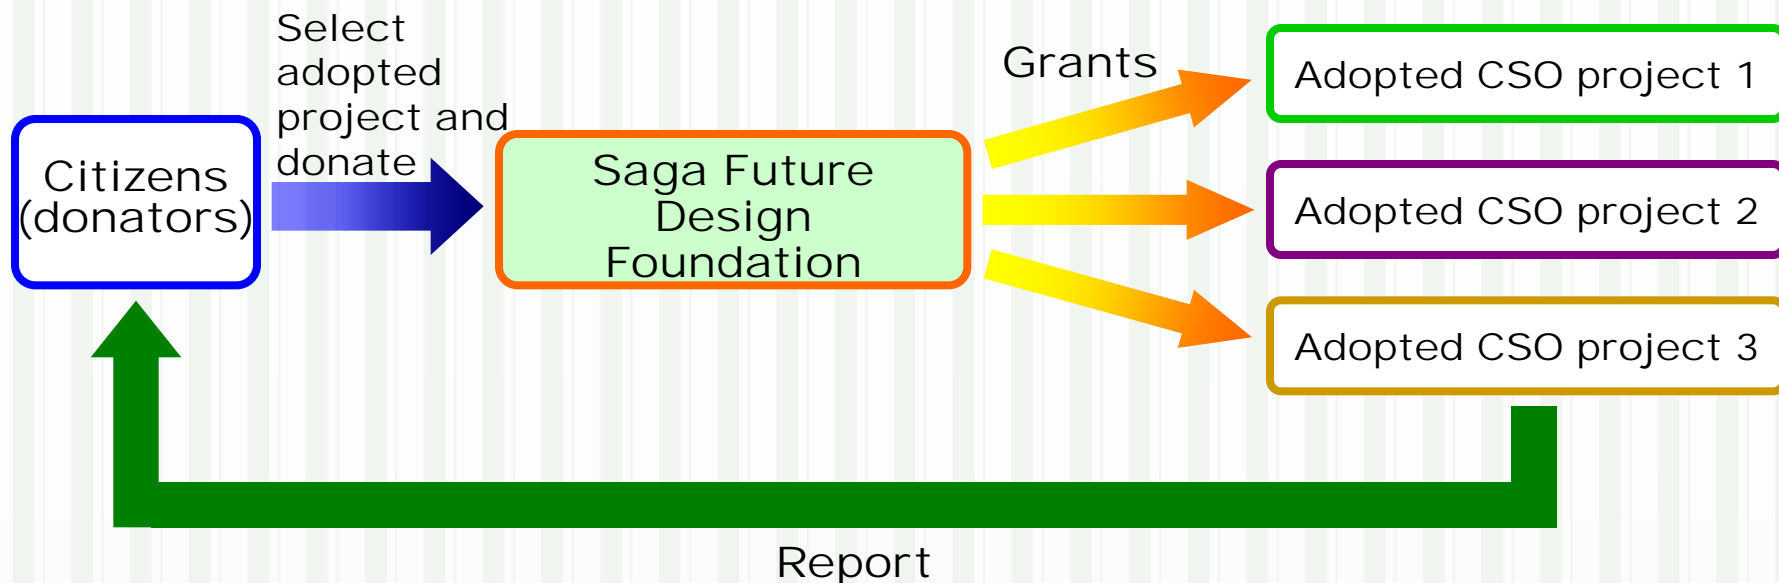 Select
adopted
project and
donate
Citizens
(donators)
Saga Future
Design
Foundation
Grants
Adopted CSO project 1
Adopted CSO project 2
Adopted CSO project 3
Report